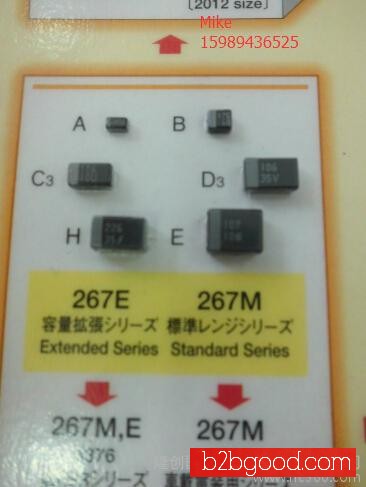 [2012 size]
Mike
15989436525
A B
C3 D3
106
35V
H E
226
107
267E 267M
容量拡張シリーズ 標準レンジシリーズ
Extended Series Standard Series
267M,E 267M
b2bgood.com